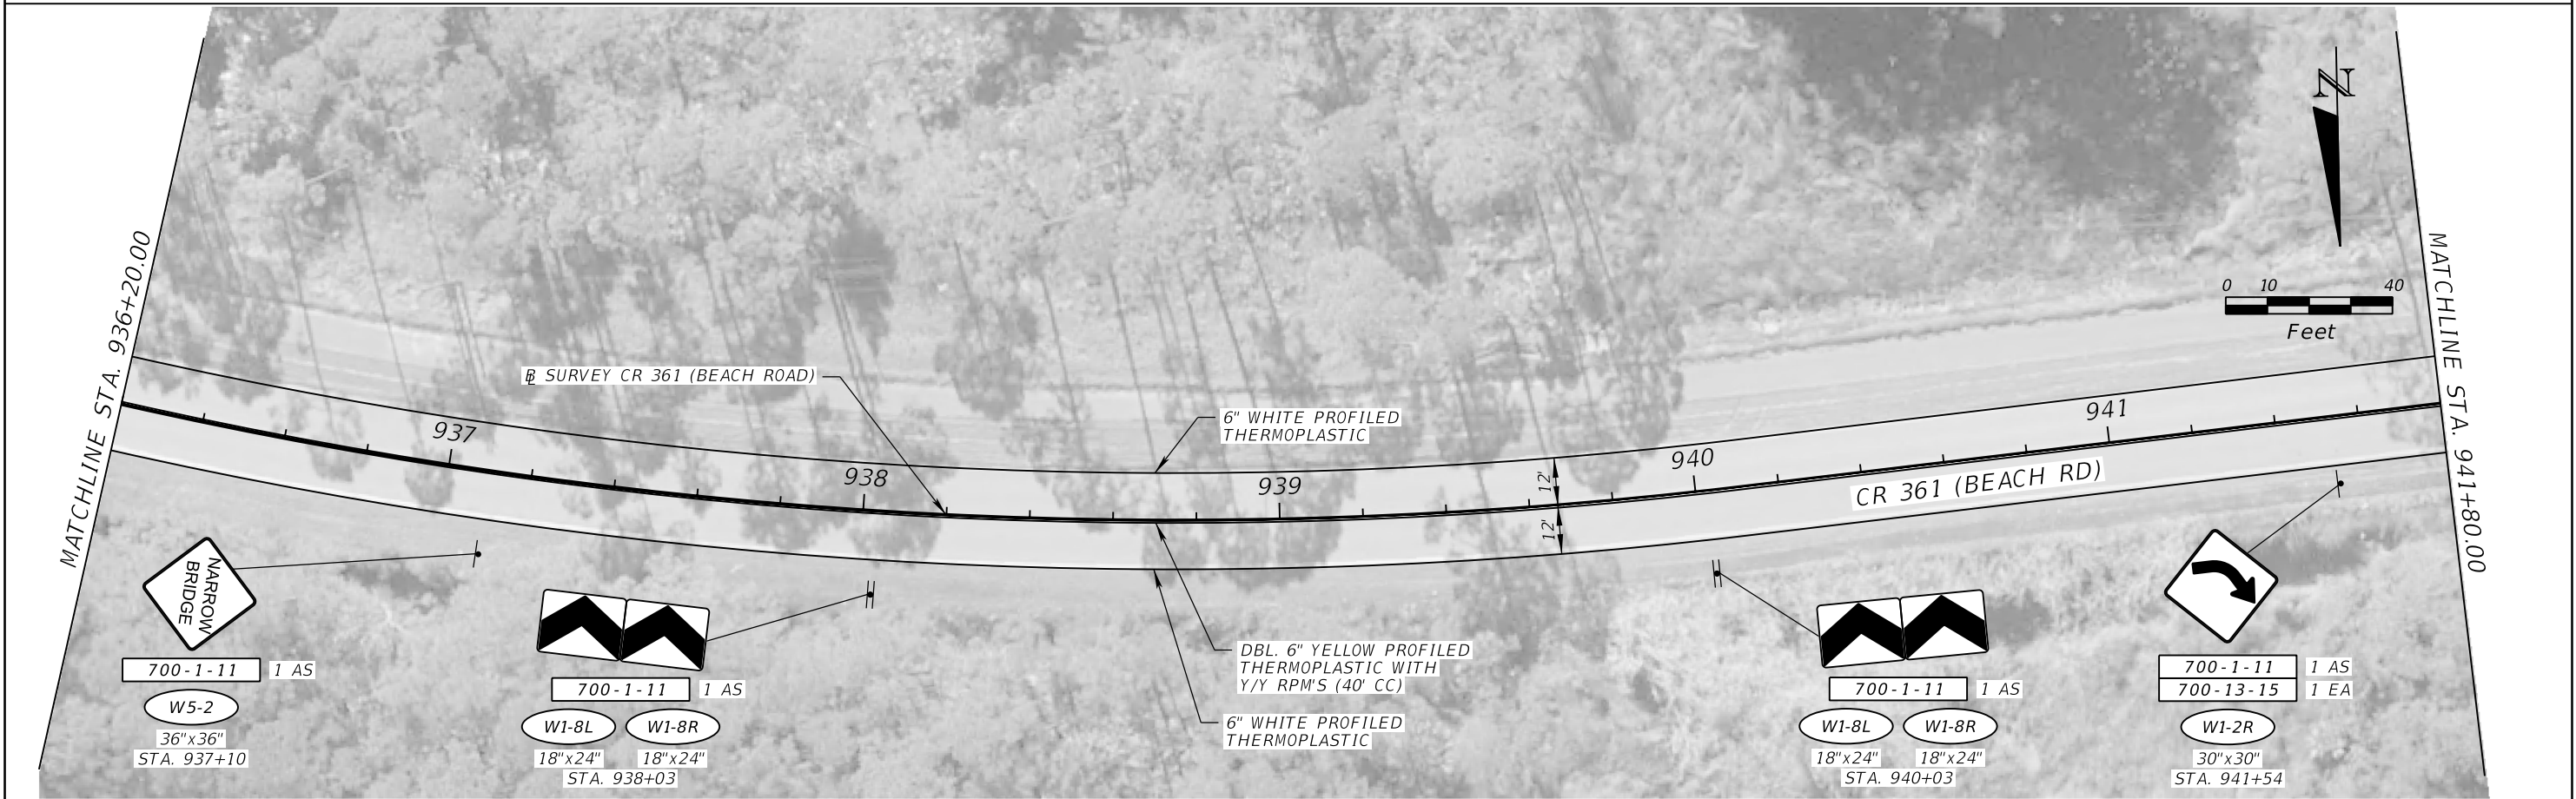 N
0 10 40
Feet
MATCHLINE STA. 936+20.00
MATCHLINE STA. 941+80.00
937
938
939
940
941
℄ SURVEY CR 361 (BEACH ROAD)
6" WHITE PROFILED
THERMOPLASTIC
12'
12'
CR 361 (BEACH RD)
NARROW
BRIDGE
700-1-11 1 AS
W5-2
36"x36"
STA. 937+10
700-1-11 1 AS
W1-8L W1-8R
18"x24" 18"x24"
STA. 938+03
DBL. 6" YELLOW PROFILED
THERMOPLASTIC WITH
Y/Y RPM'S (40' CC)
6" WHITE PROFILED
THERMOPLASTIC
700-1-11 1 AS
W1-8L W1-8R
18"x24" 18"x24"
STA. 940+03
700-1-11 1 AS
700-13-15 1 EA
W1-2R
30"x30"
STA. 941+54